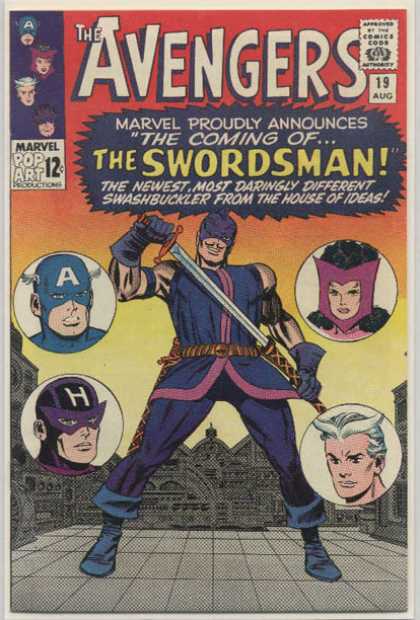 THE AVENGERS
APPROVED
BY THE
COMICS
CODE
A
AUTHORITY
19
AUG
MARVEL
POP
ART 12¢
PRODUCTIONS
MARVEL PROUDLY ANNOUNCES
"THE COMING OF...
THE SWORDSMAN!"
THE NEWEST, MOST DARINGLY DIFFERENT
SWASHBUCKLER FROM THE HOUSE OF IDEAS!
A
A
H